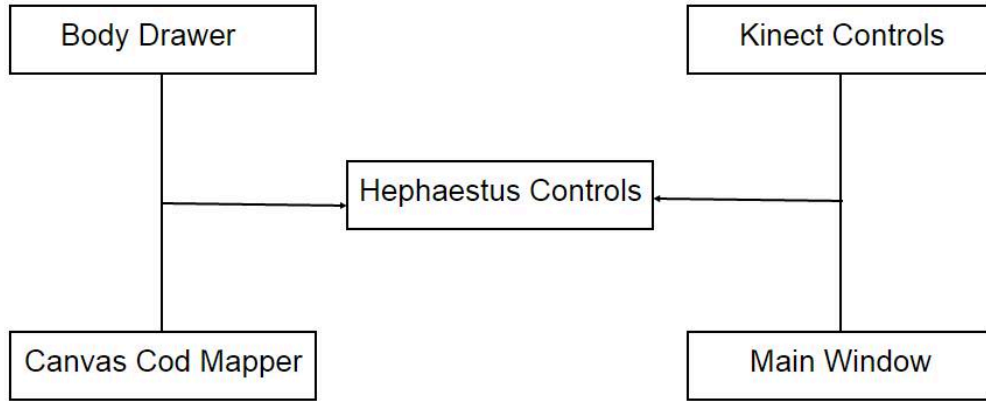 Body Drawer
Kinect Controls
Hephaestus Controls
Canvas Cod Mapper
Main Window